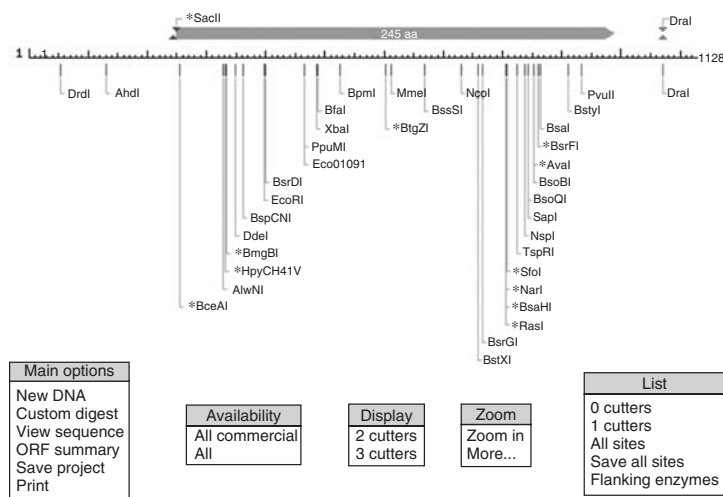 *SacII
DraI
245 aa
1
1
1128
DrdI
AhdI
BpmI
MmeI
NcoI
PvuII
DraI
BfaI
BssSI
BstyI
XbaI
*BtgZI
BsaI
PpuMI
*BsrFI
Eco01091
*AvaI
BsrDI
BsoBI
EcoRI
BsoQI
BspCNI
SapI
DdeI
NspI
*BmgBI
TspRI
*HpyCH41V
*SfoI
AlwNI
*NarI
*BceAI
*BsaHI
*RasI
BsrGI
BstXI
Main options
New DNA
Custom digest
View sequence
ORF summary
Save project
Print
Availability
All commercial
All
Display
2 cutters
3 cutters
Zoom
Zoom in
More...
List
0 cutters
1 cutters
All sites
Save all sites
Flanking enzymes